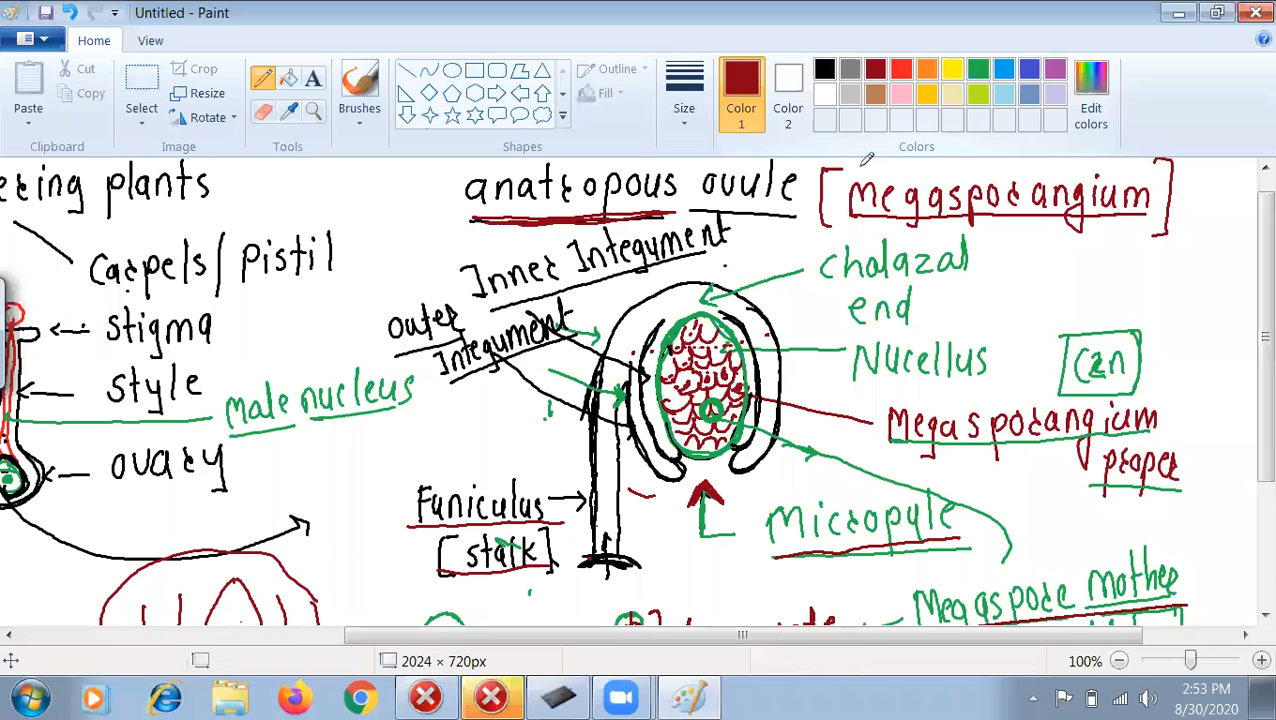 Untitled - Paint
Home View
Paste
Cut
Copy
Clipboard
Select
Crop
Resize
Rotate
Image
Tools
Brushes
Shapes
Outline
Fill
Size
Color 1
Color 2
Colors
Edit colors
ering plants
anatropous ovule [Megasporangium]
Carpels/ Pistil
Inner Integument
chalazal
end
stigma
outer
Integument
Nucellus
(2n)
style
Male nucleus
Megasporangium
proper
ovary
Funiculus
[stalk]
Micropyle
Megaspore mother
2024 × 720px
100%
2:53 PM
8/30/2020